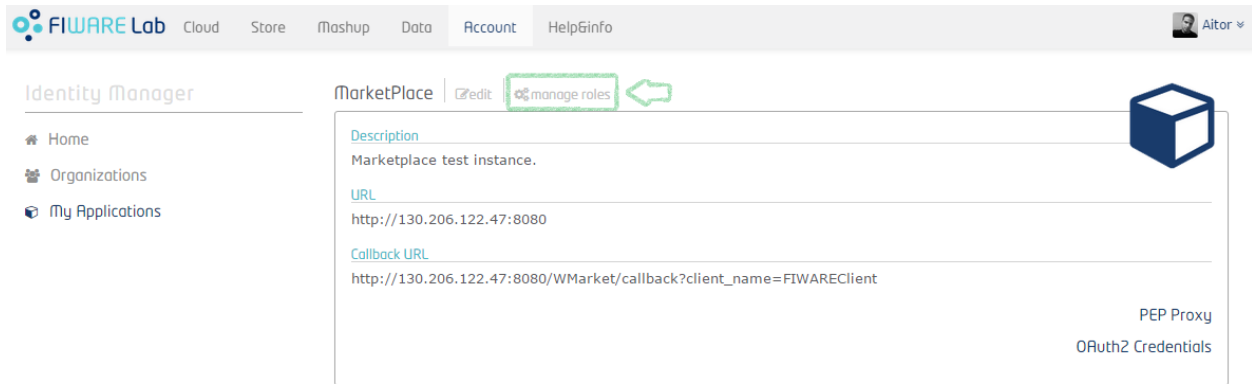 FIWARE Lab Cloud Store Mashup Data Account Help&info Aitor
Identity Manager
MarketPlace edit manage roles
Home
Organizations
My Applications
Description
Marketplace test instance.
URL
http://130.206.122.47:8080
Callback URL
http://130.206.122.47:8080/WMarket/callback?client_name=FIWAREClient
PEP Proxy
OAuth2 Credentials